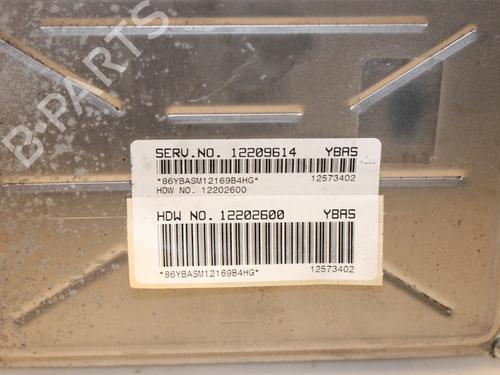 B-PARTS
SERV.NO. 12209614 YBAS
*86YBASM12169B4HG* 12573402
HDW NO. 12202600
HDW NO. 12202600 YBAS
*86YBASM12169B4HG* 12573402